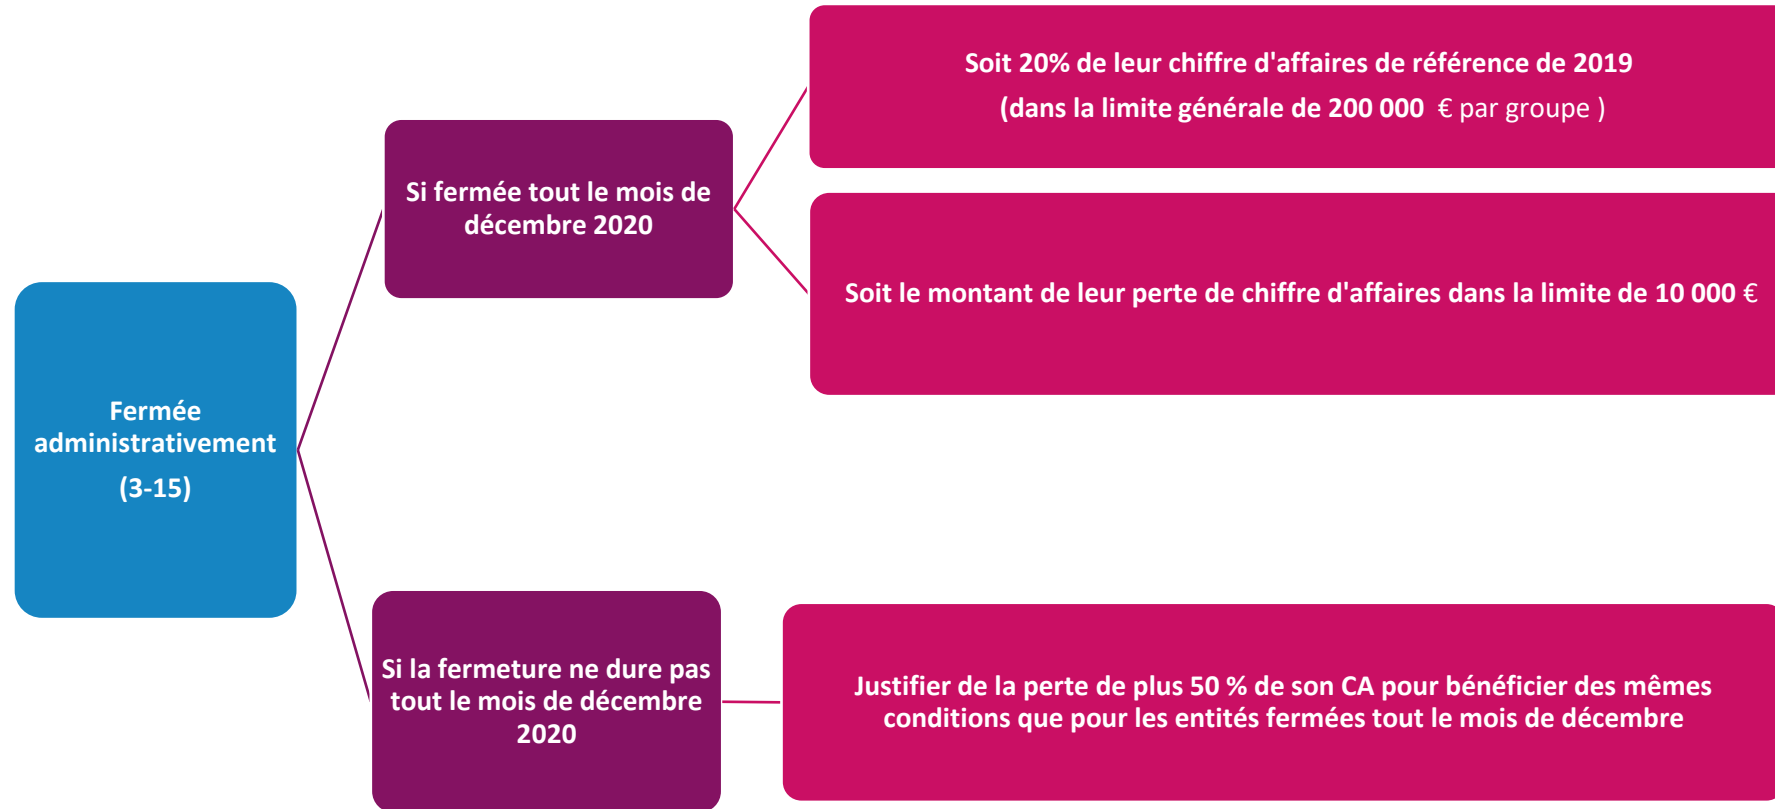 Fermée
administrativement
(3-15)
Si fermée tout le mois de
décembre 2020
Soit 20% de leur chiffre d'affaires de référence de 2019
(dans la limite générale de 200 000 € par groupe )
Soit le montant de leur perte de chiffre d'affaires dans la limite de 10 000 €
Si la fermeture ne dure pas
tout le mois de décembre
2020
Justifier de la perte de plus 50 % de son CA pour bénéficier des mêmes
conditions que pour les entités fermées tout le mois de décembre